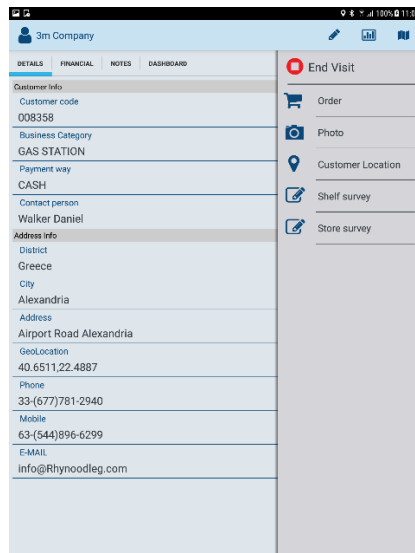 100% 11:0
3m Company
DETAILS FINANCIAL NOTES DASHBOARD
Customer Info
Customer code
008358
Business Category
GAS STATION
Payment way
CASH
Contact person
Walker Daniel
Address Info
District
Greece
City
Alexandria
Address
Airport Road Alexandria
GeoLocation
40.6511,22.4887
Phone
33-(677)781-2940
Mobile
63-(544)896-6299
E-MAIL
info@Rhynoodleg.com
End Visit
Order
Photo
Customer Location
Shelf survey
Store survey